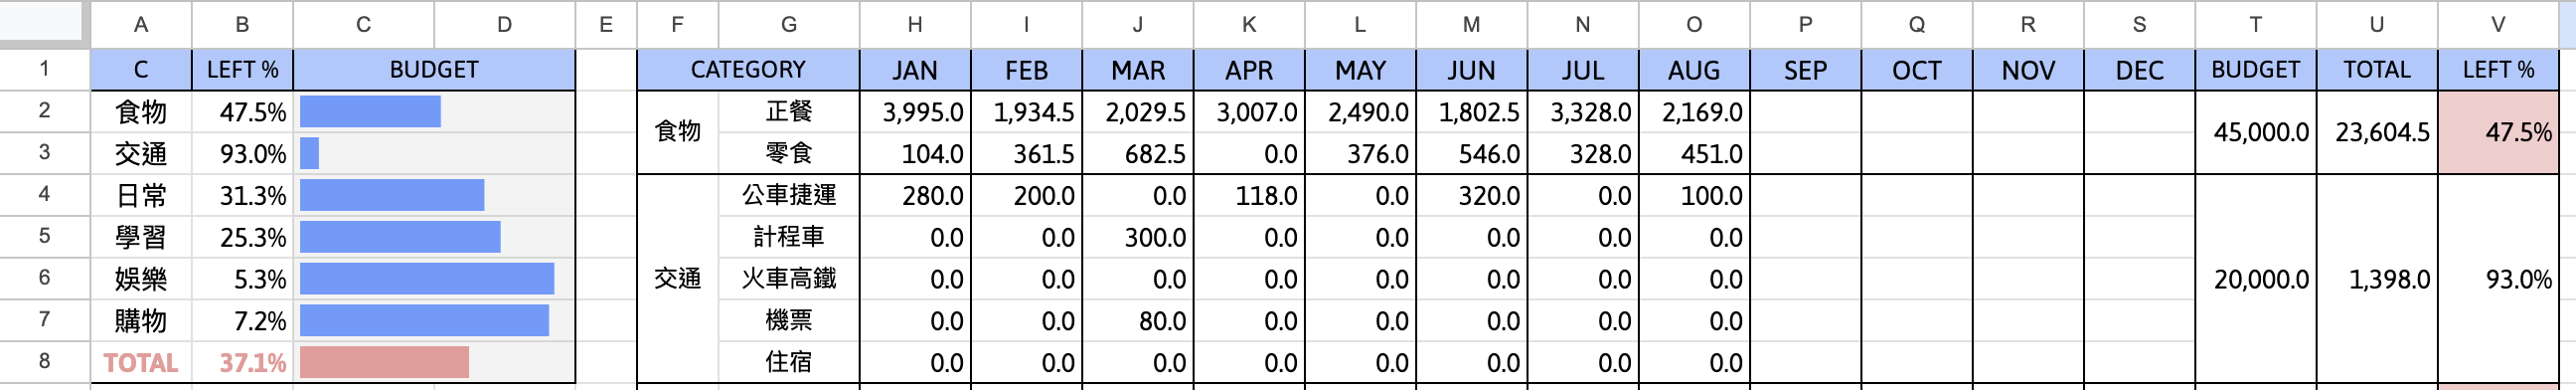 A B C D E F G H I J K L M N O P Q R S T U V
1 C LEFT % BUDGET CATEGORY JAN FEB MAR APR MAY JUN JUL AUG SEP OCT NOV DEC BUDGET TOTAL LEFT %
2 食物 47.5% 食物 正餐 3,995.0 1,934.5 2,029.5 3,007.0 2,490.0 1,802.5 3,328.0 2,169.0 45,000.0 23,604.5 47.5%
3 交通 93.0% 零食 104.0 361.5 682.5 0.0 376.0 546.0 328.0 451.0
4 日常 31.3% 交通 公車捷運 280.0 200.0 0.0 118.0 0.0 320.0 0.0 100.0 20,000.0 1,398.0 93.0%
5 學習 25.3% 計程車 0.0 0.0 300.0 0.0 0.0 0.0 0.0 0.0
6 娛樂 5.3% 火車高鐵 0.0 0.0 0.0 0.0 0.0 0.0 0.0 0.0
7 購物 7.2% 機票 0.0 0.0 80.0 0.0 0.0 0.0 0.0 0.0
8 TOTAL 37.1% 住宿 0.0 0.0 0.0 0.0 0.0 0.0 0.0 0.0